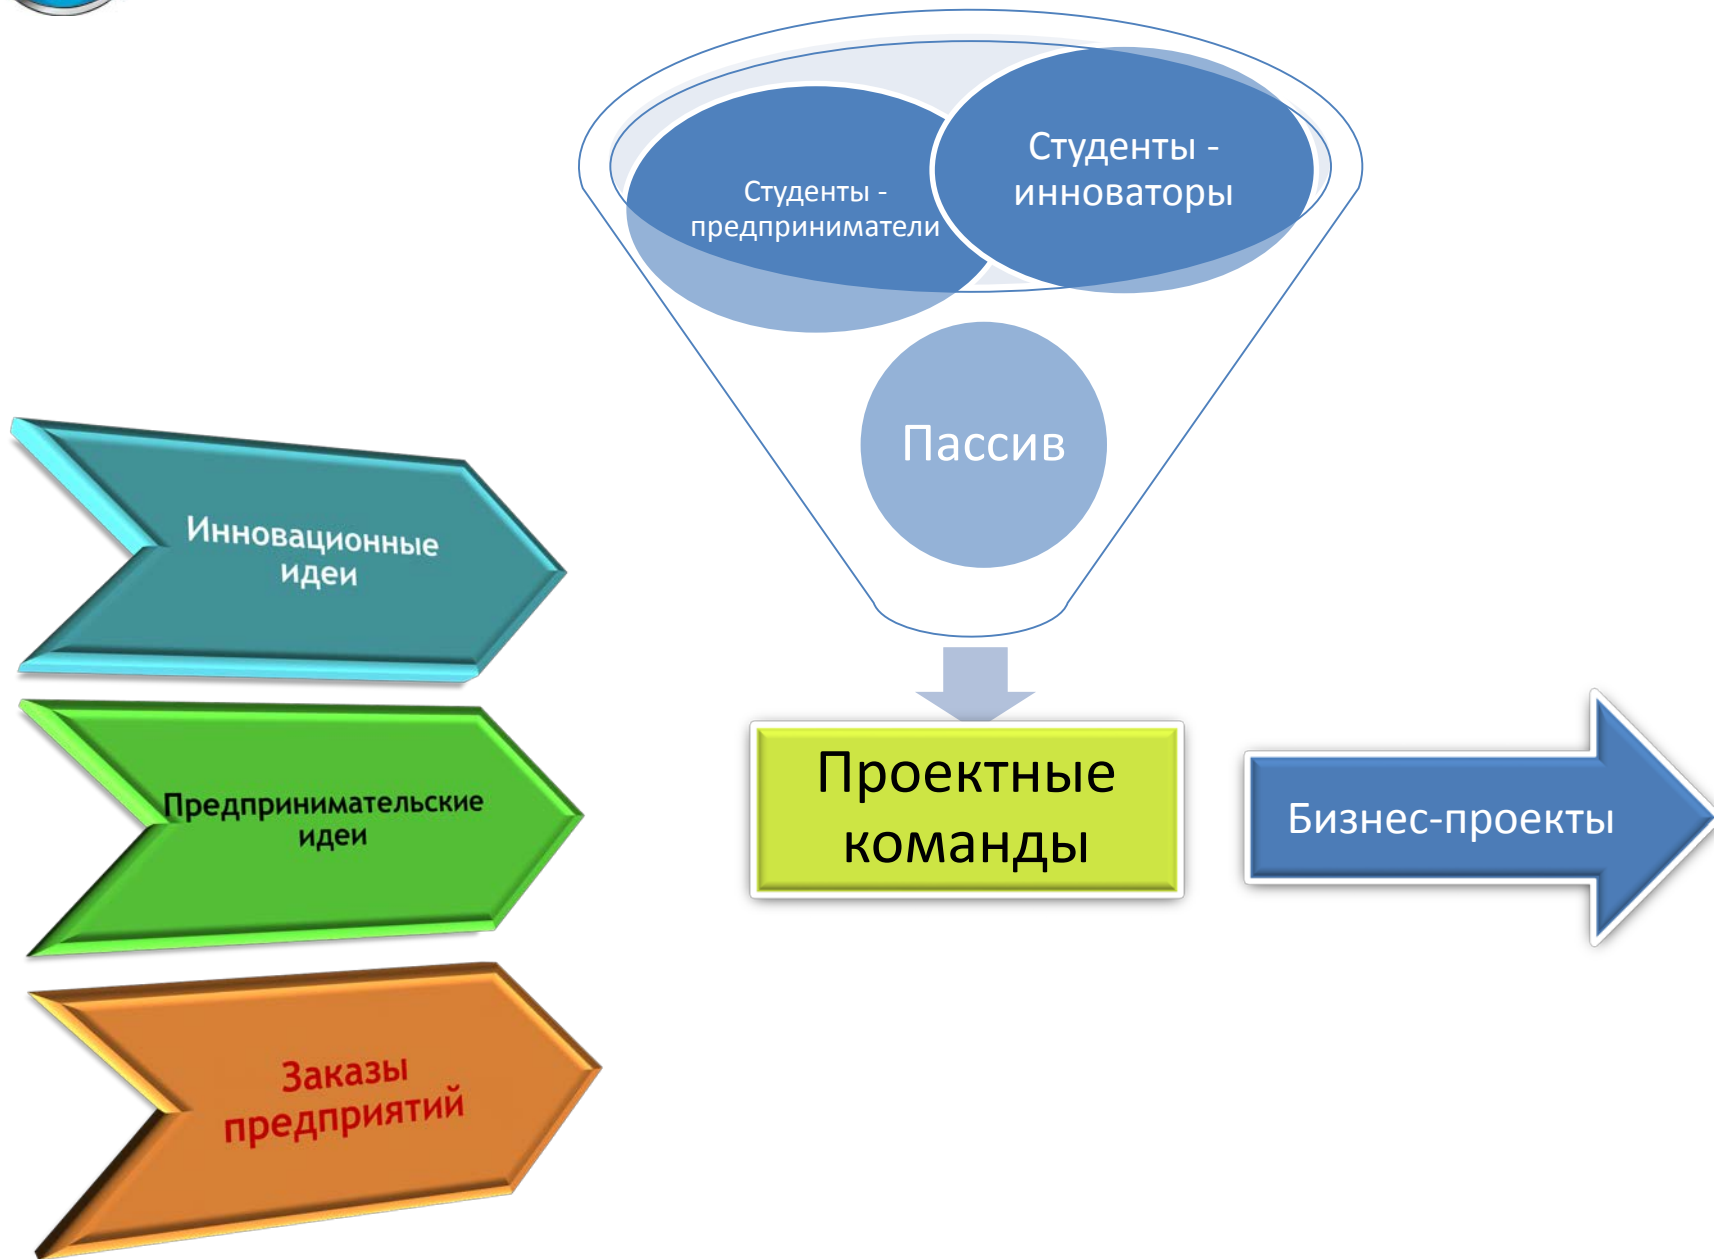 Студенты -
предприниматели
Студенты -
инноваторы
Пассив
Инновационные
идеи
Предпринимательские
идеи
Заказы
предприятий
Проектные
команды
Бизнес-проекты